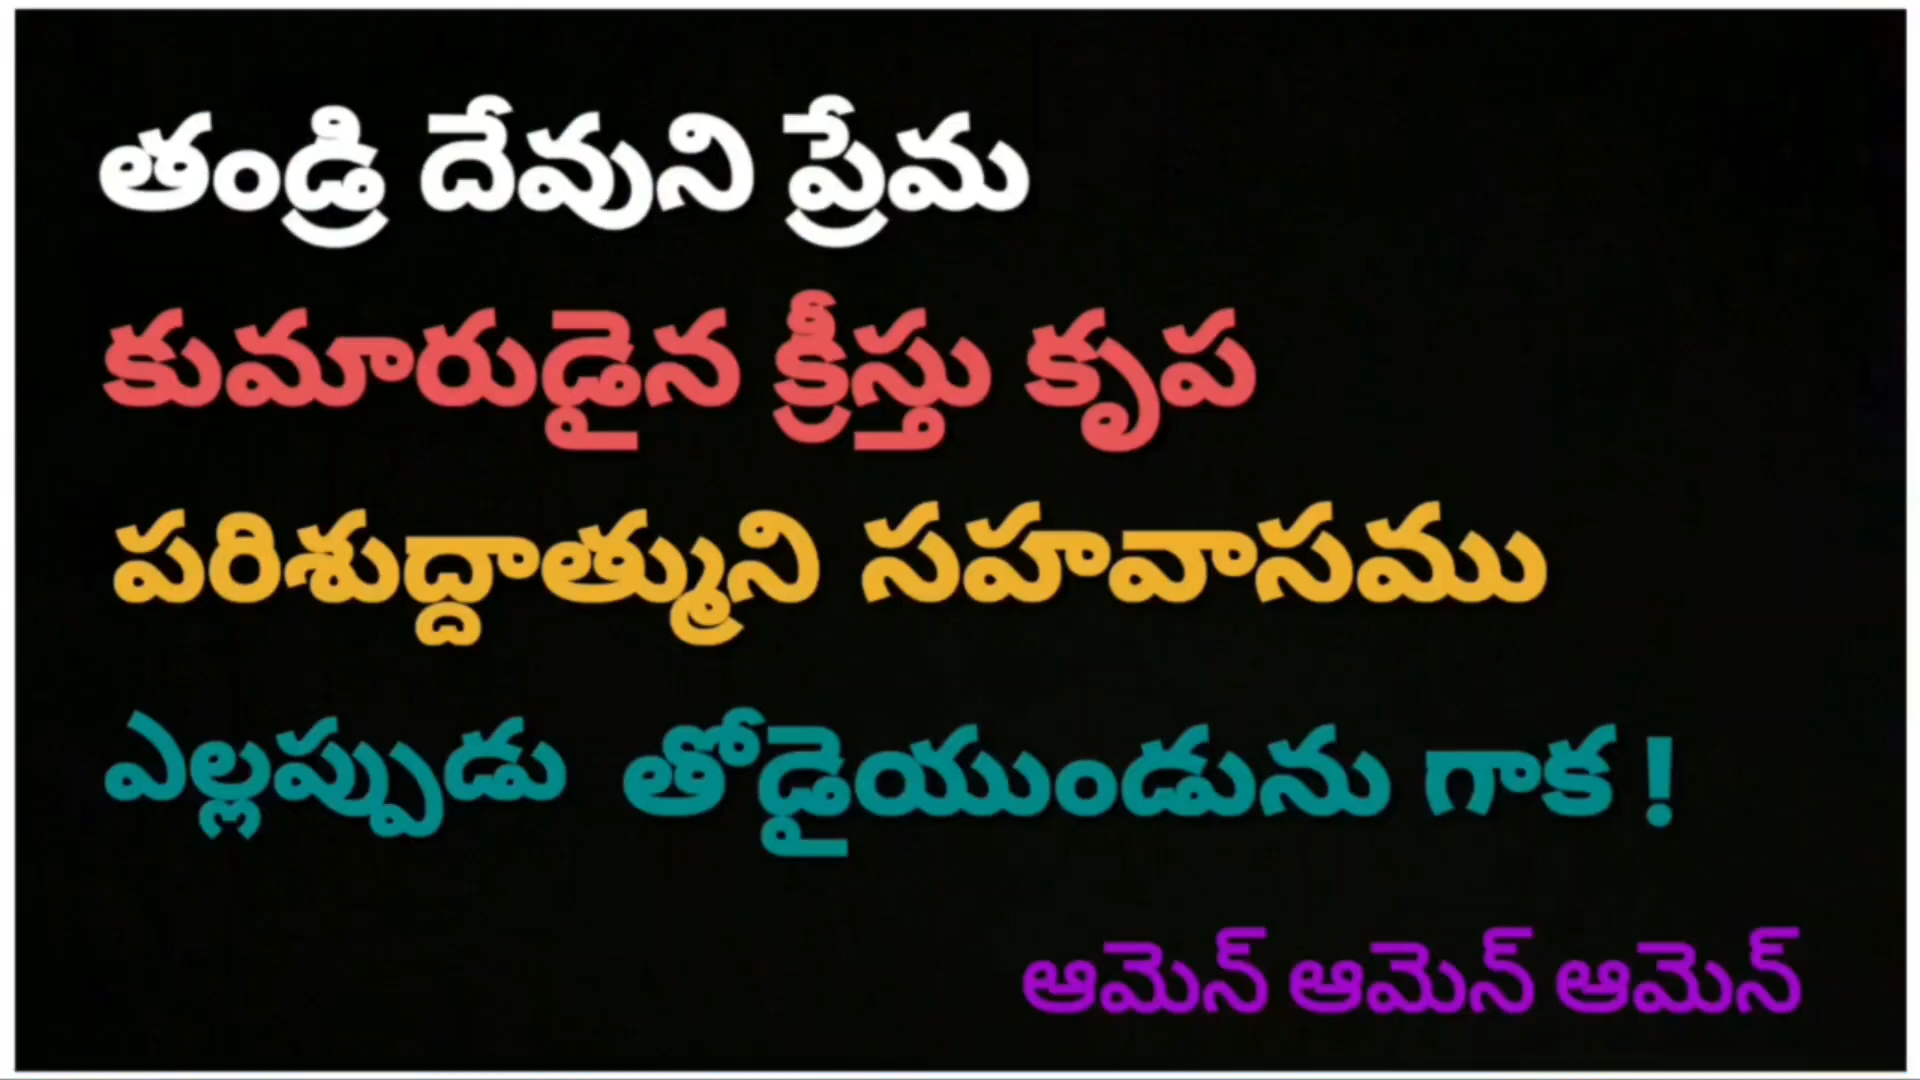 తండ్రి దేవుని ప్రేమ
కుమారుడైన క్రీస్తు కృప
పరిశుద్దాత్ముని సహవాసము
ఎల్లప్పుడు తోడైయుండును గాక !
ఆమెన్ ఆమెన్ ఆమెన్